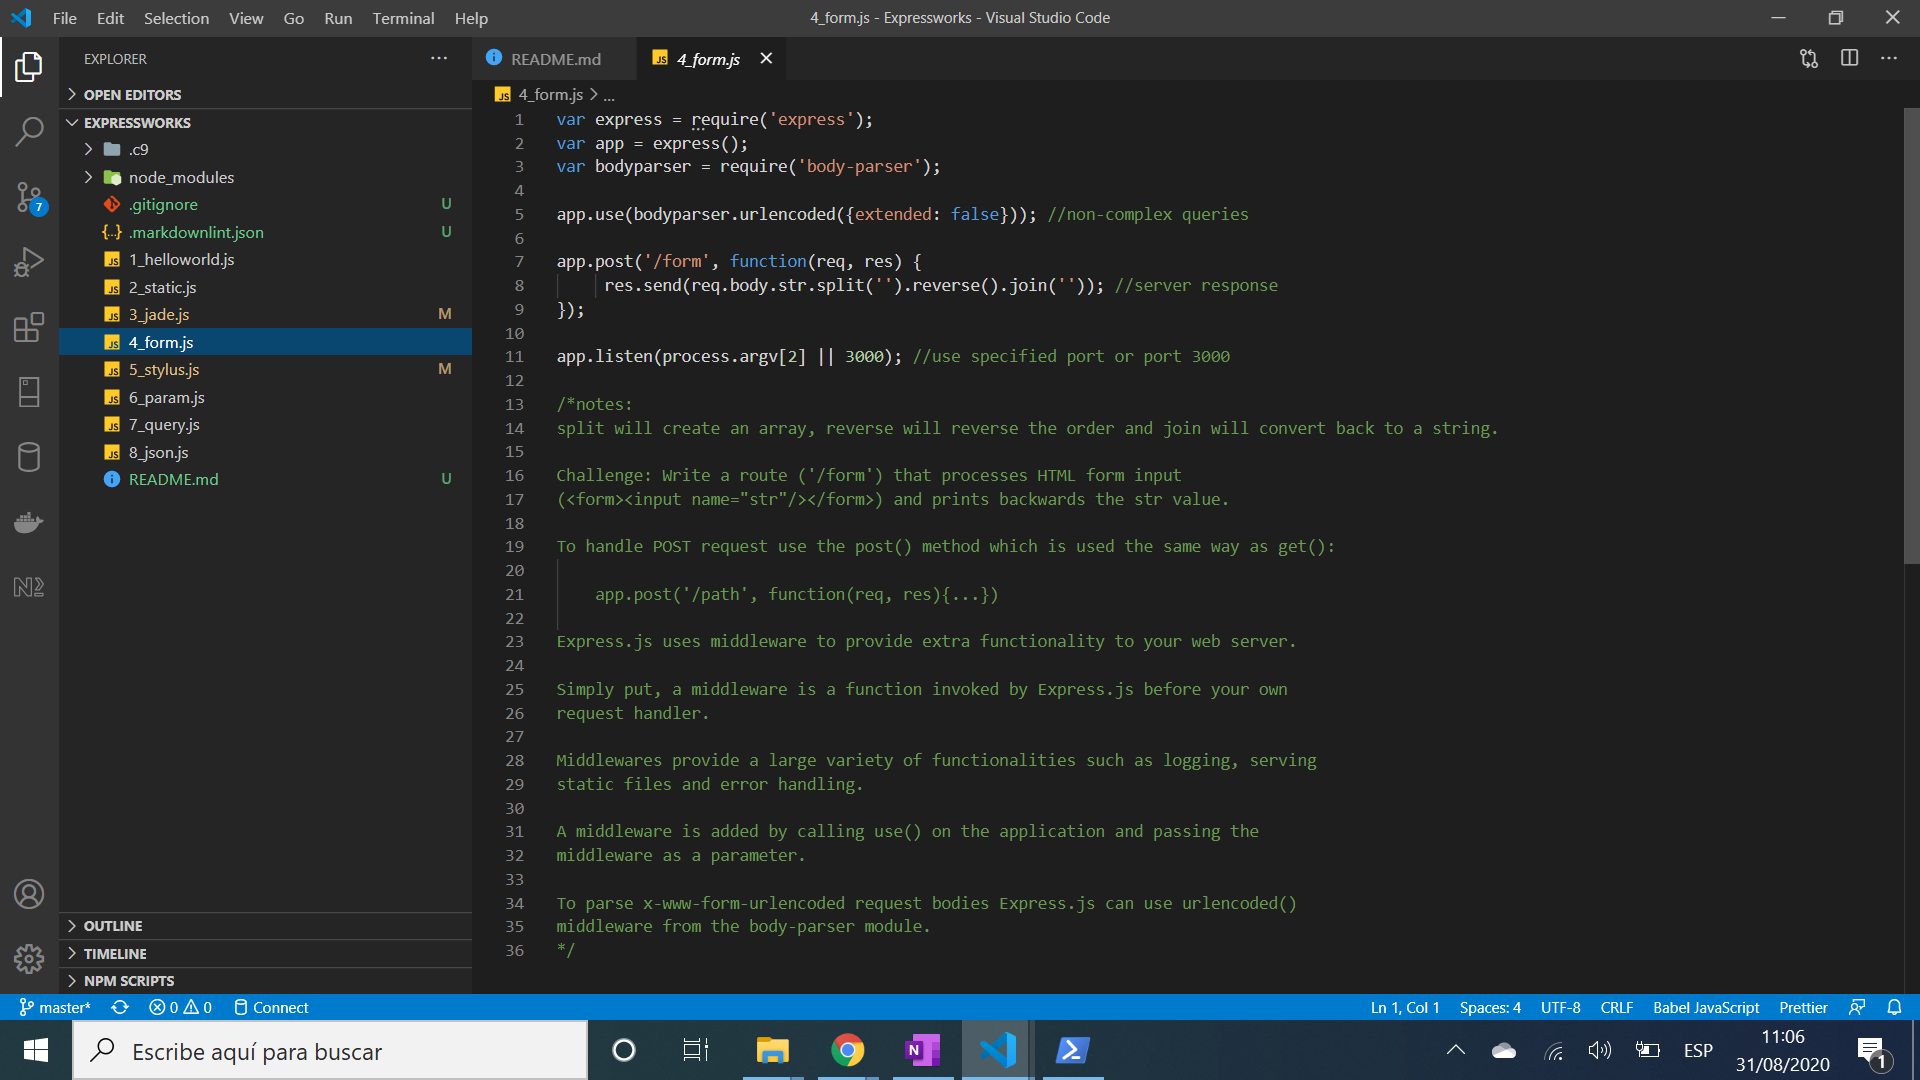 File Edit Selection View Go Run Terminal Help
4_form.js - Expressworks - Visual Studio Code
EXPLORER
OPEN EDITORS
EXPRESSWORKS
.c9
node_modules
.gitignore U
.markdownlint.json U
1_helloworld.js
2_static.js
3_jade.js M
4_form.js
5_stylus.js M
6_param.js
7_query.js
8_json.js
README.md U
OUTLINE
TIMELINE
NPM SCRIPTS
7
README.md
4_form.js
4_form.js > ...
1 var express = require('express');
2 var app = express();
3 var bodyparser = require('body-parser');
4
5 app.use(bodyparser.urlencoded({extended: false})); //non-complex queries
6
7 app.post('/form', function(req, res) {
8 res.send(req.body.str.split('').reverse().join('')); //server response
9 });
10
11 app.listen(process.argv[2] || 3000); //use specified port or port 3000
12
13 /*notes:
14 split will create an array, reverse will reverse the order and join will convert back to a string.
15
16 Challenge: Write a route ('/form') that processes HTML form input
17 (<form><input name="str"/></form>) and prints backwards the str value.
18
19 To handle POST request use the post() method which is used the same way as get():
20
21 app.post('/path', function(req, res){...})
22
23 Express.js uses middleware to provide extra functionality to your web server.
24
25 Simply put, a middleware is a function invoked by Express.js before your own
26 request handler.
27
28 Middlewares provide a large variety of functionalities such as logging, serving
29 static files and error handling.
30
31 A middleware is added by calling use() on the application and passing the
32 middleware as a parameter.
33
34 To parse x-www-form-urlencoded request bodies Express.js can use urlencoded()
35 middleware from the body-parser module.
36 */
master* 0 0 Connect
Ln 1, Col 1 Spaces: 4 UTF-8 CRLF Babel JavaScript Prettier
Escribe aquí para buscar
ESP
11:06
31/08/2020
1